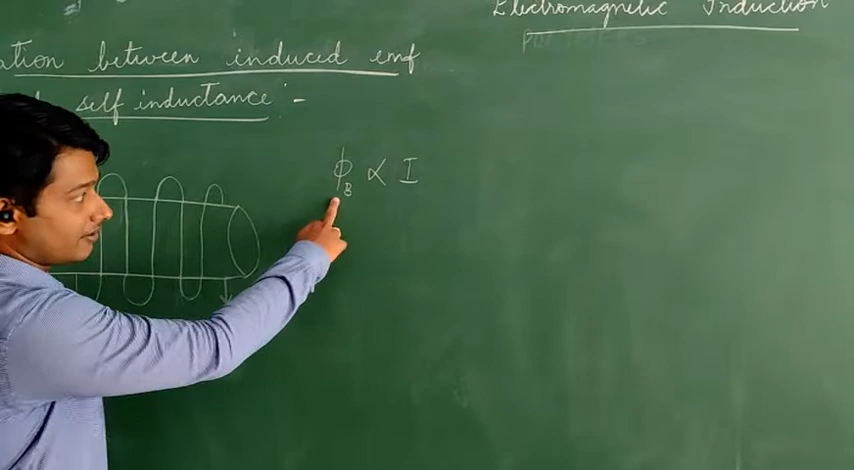 Electromagnetic Induction
ation between induced emf
self inductance :-
ϕ_B ∝ I